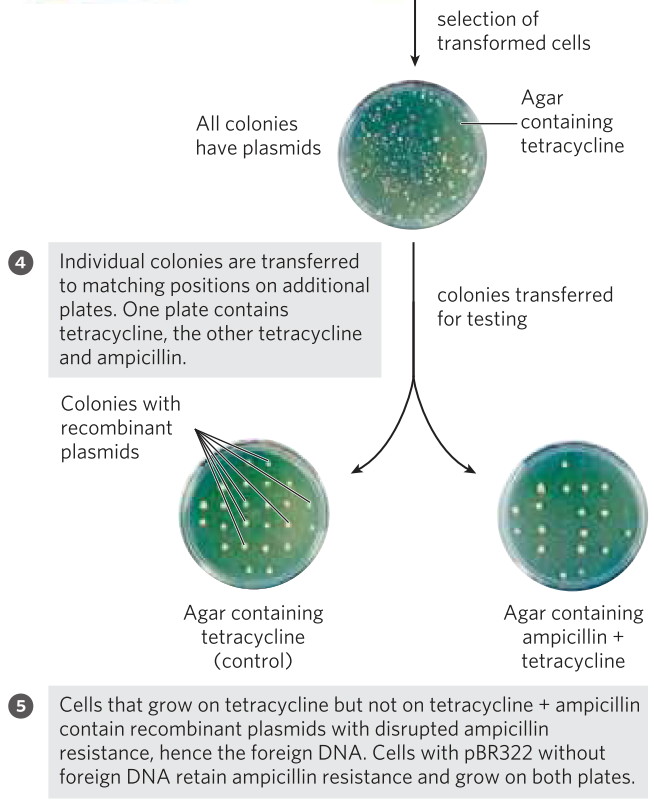 selection of
transformed cells
All colonies
have plasmids
Agar
containing
tetracycline
4
Individual colonies are transferred
to matching positions on additional
plates. One plate contains
tetracycline, the other tetracycline
and ampicillin.
colonies transferred
for testing
Colonies with
recombinant
plasmids
Agar containing
tetracycline
(control)
Agar containing
ampicillin +
tetracycline
5
Cells that grow on tetracycline but not on tetracycline + ampicillin
contain recombinant plasmids with disrupted ampicillin
resistance, hence the foreign DNA. Cells with pBR322 without
foreign DNA retain ampicillin resistance and grow on both plates.